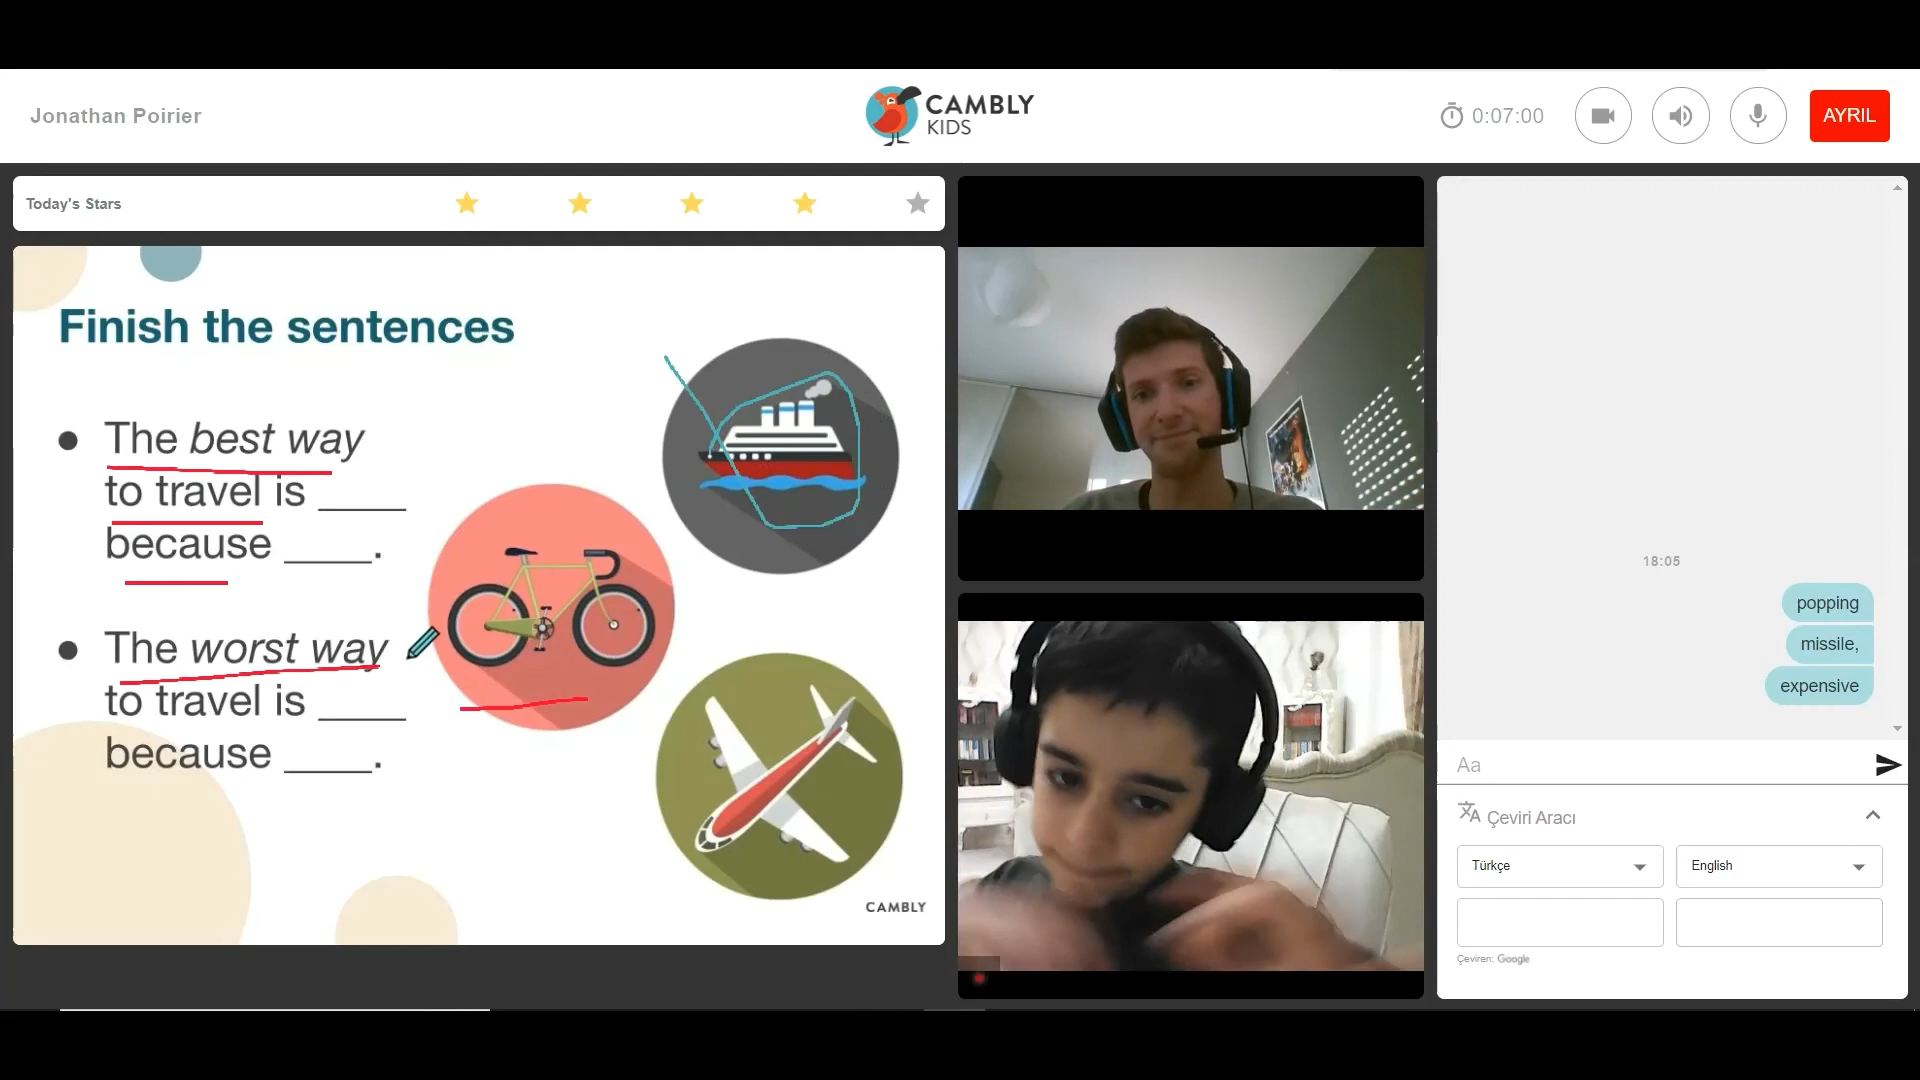 Jonathan Poirier
CAMBLY
KIDS
0:07:00
AYRIL
Today's Stars
Finish the sentences
The best way
to travel is _____
because ____.
The worst way
to travel is _____
because ____.
CAMBLY
18:05
popping
missile,
expensive
Aa
Çeviri Aracı
Türkçe
English
Çeviren: Google